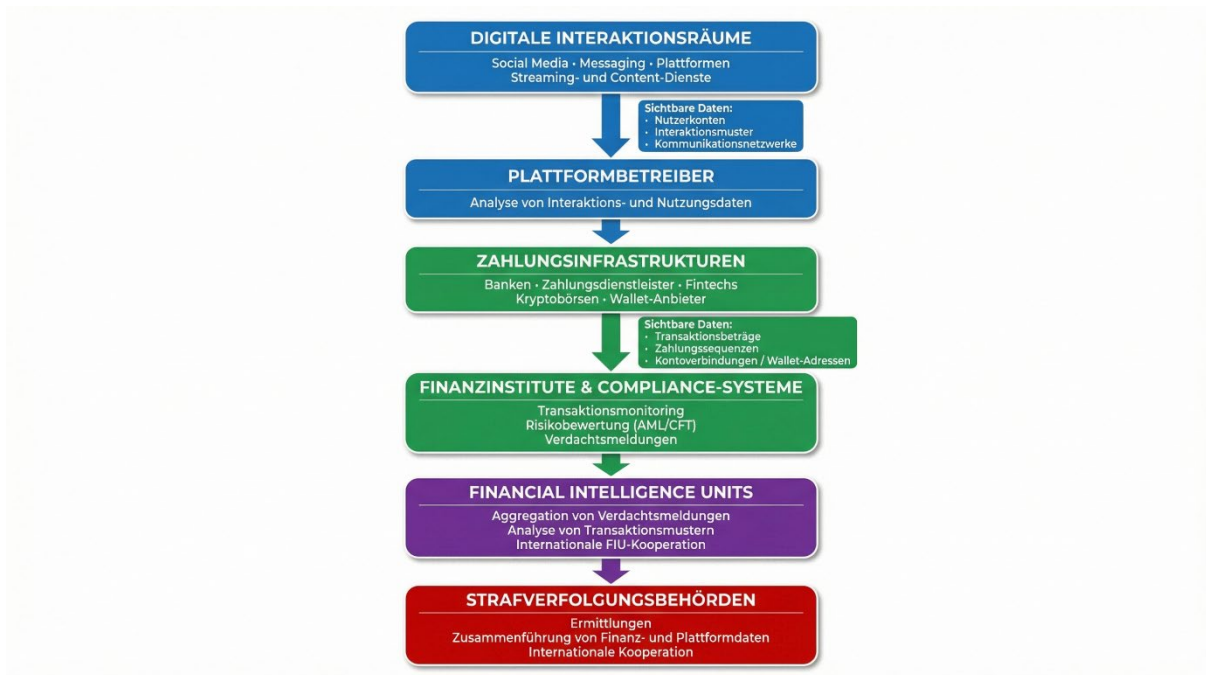 DIGITALE INTERAKTIONSRÄUME
Social Media · Messaging · Plattformen
Streaming- und Content-Dienste
Sichtbare Daten:
· Nutzerkonten
· Interaktionsmuster
· Kommunikationsnetzwerke
PLATTFORMBETREIBER
Analyse von Interaktions- und Nutzungsdaten
ZAHLUNGSINFRASTRUKTUREN
Banken · Zahlungsdienstleister · Fintechs
Kryptobörsen · Wallet-Anbieter
Sichtbare Daten:
· Transaktionsbeträge
· Zahlungssequenzen
· Kontoverbindungen / Wallet-Adressen
FINANZINSTITUTE & COMPLIANCE-SYSTEME
Transaktionsmonitoring
Risikobewertung (AML/CFT)
Verdachtsmeldungen
FINANCIAL INTELLIGENCE UNITS
Aggregation von Verdachtsmeldungen
Analyse von Transaktionsmustern
Internationale FIU-Kooperation
STRAFVERFOLGUNGSBEHÖRDEN
Ermittlungen
Zusammenführung von Finanz- und Plattformdaten
Internationale Kooperation